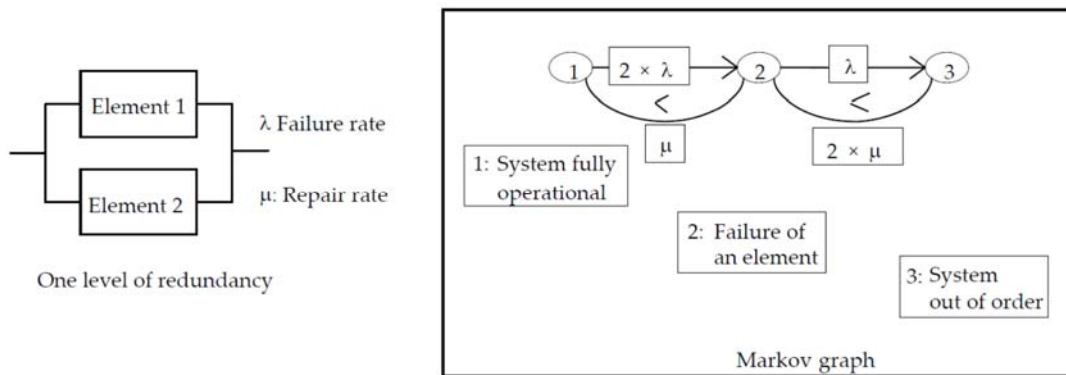 Element 1
Element 2
λ Failure rate
μ: Repair rate
One level of redundancy
1
2 × λ
2
λ
3
<
<
μ
2 × μ
1: System fully
operational
2: Failure of
an element
3: System
out of order
Markov graph